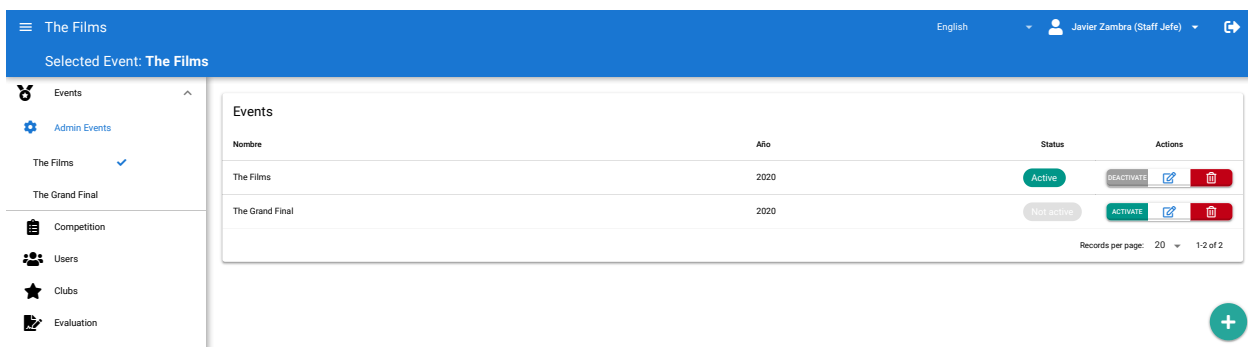 The Films
English
Javier Zambra (Staff Jefe)
Selected Event: The Films
Events
Admin Events
The Films
The Grand Final
Competition
Users
Clubs
Evaluation
Events
Nombre Año Status Actions
The Films 2020 Active DEACTIVATE
The Grand Final 2020 Not active ACTIVATE
Records per page: 20 1-2 of 2